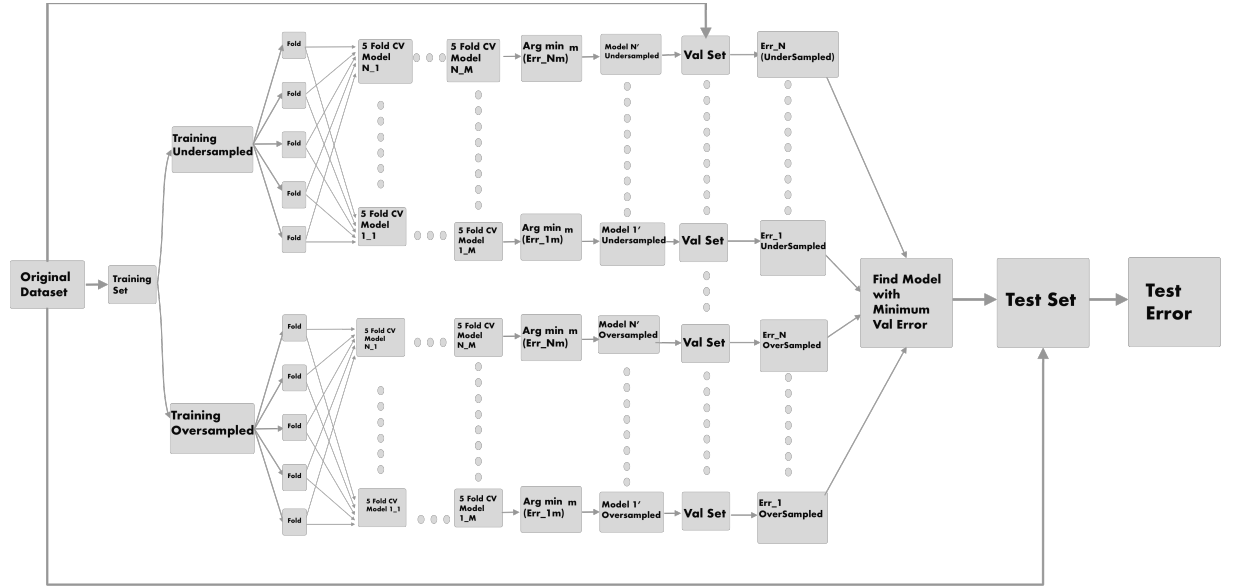 Original
Dataset
Training
Set
Training
Undersampled
Fold
Fold
Fold
Fold
Fold
5 Fold CV
Model
N_1
5 Fold CV
Model
N_M
Arg min m
(Err_Nm)
Model N'
Undersampled
Val Set
Err_N
(UnderSampled)
5 Fold CV
Model
1_1
5 Fold CV
Model
1_M
Arg min m
(Err_1m)
Model 1'
Undersampled
Val Set
Err_1
UnderSampled
Training
Oversampled
Fold
Fold
Fold
Fold
Fold
5 Fold CV
Model
N_1
5 Fold CV
Model
N_M
Arg min m
(Err_Nm)
Model N'
Oversampled
Val Set
Err_N
OverSampled
5 Fold CV
Model 1_1
5 Fold CV
Model
1_M
Arg min m
(Err_1m)
Model 1'
Oversampled
Val Set
Err_1
OverSampled
Find Model
with
Minimum
Val Error
Test Set
Test
Error